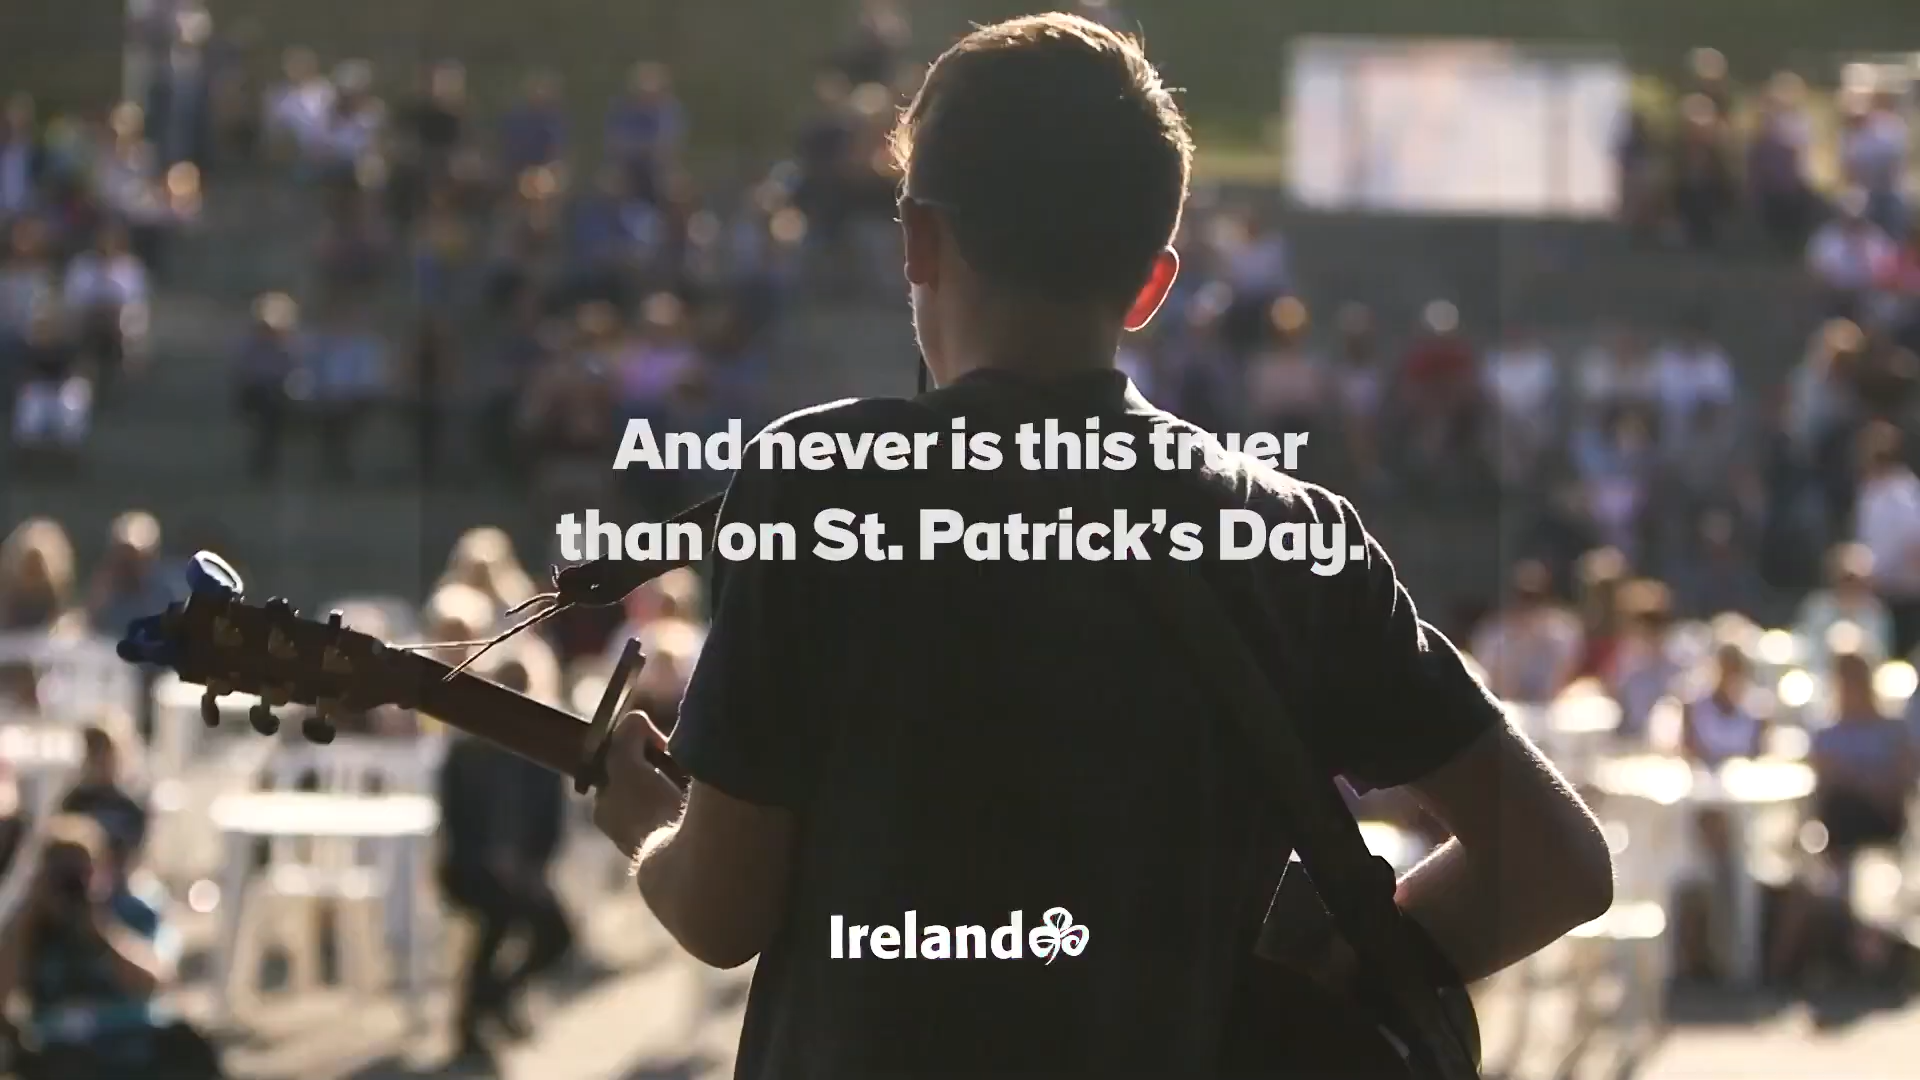 And never is this truer
than on St. Patrick's Day.
Ireland